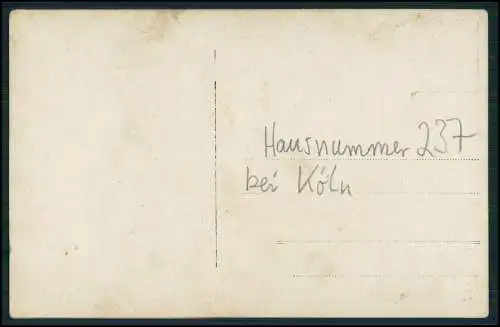 Hausnummer 237
bei Köln